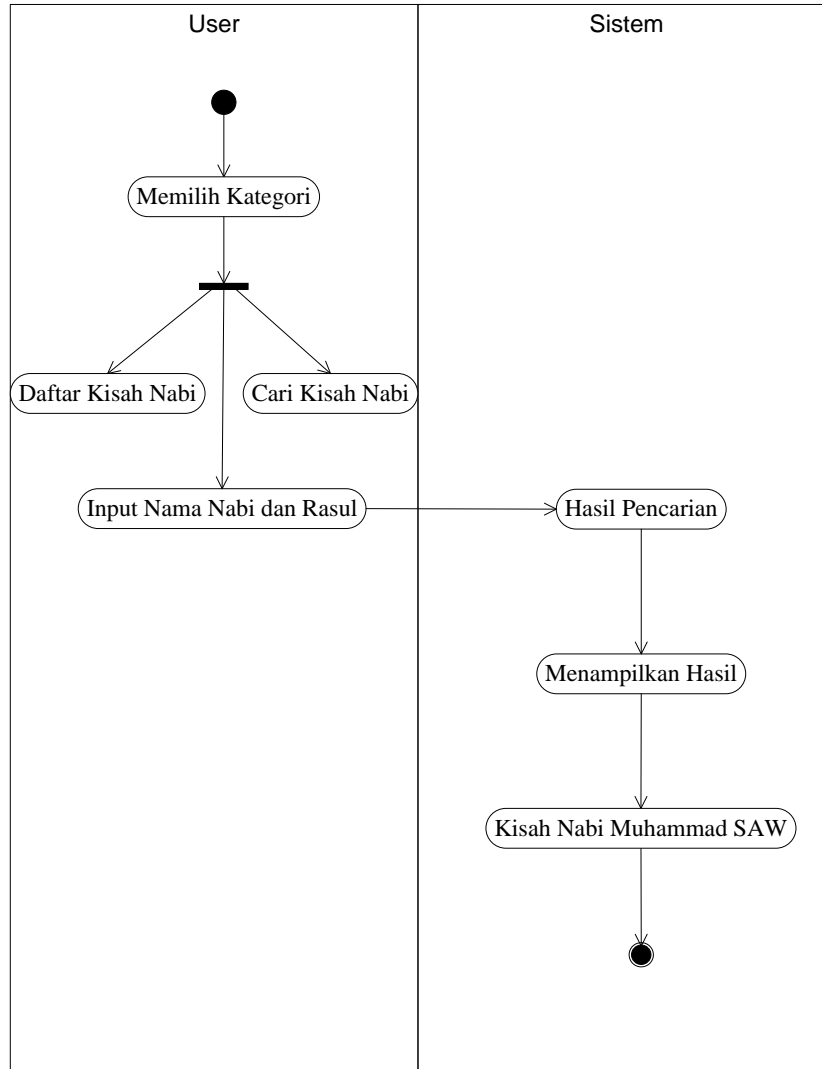 User
Sistem
Memilih Kategori
Daftar Kisah Nabi
Cari Kisah Nabi
Input Nama Nabi dan Rasul
Hasil Pencarian
Menampilkan Hasil
Kisah Nabi Muhammad SAW